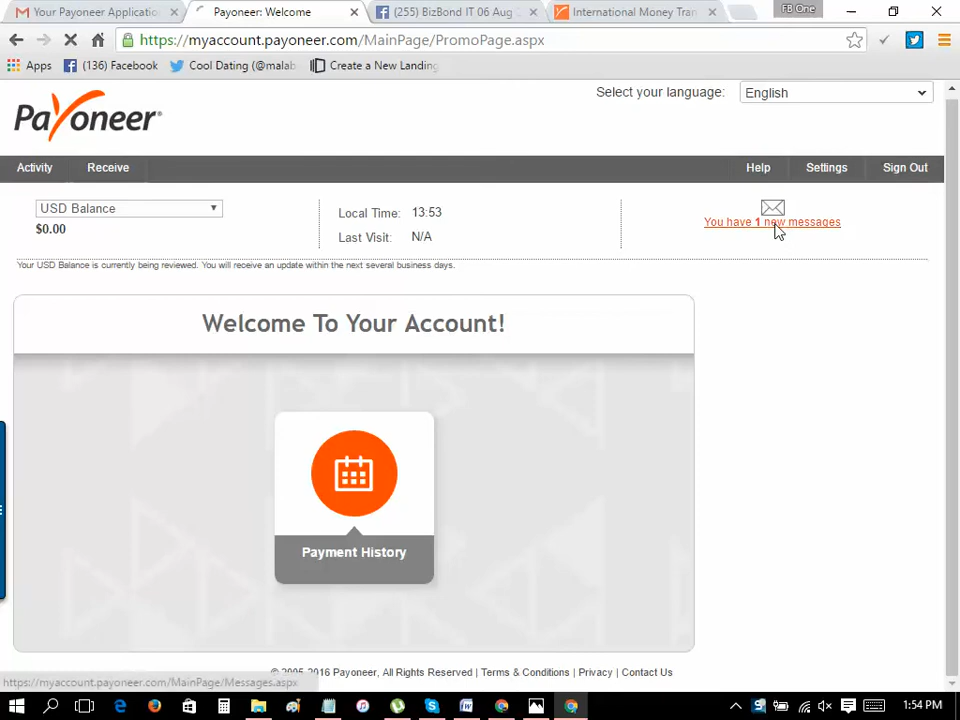 Your Payoneer Applicatio
Payoneer: Welcome
(255) BizBond IT 06 Aug
International Money Tran
FB One
https://myaccount.payoneer.com/MainPage/PromoPage.aspx
Apps
(136) Facebook
Cool Dating (@malab
Create a New Landing
Select your language:
English
Payoneer
Activity
Receive
Help
Settings
Sign Out
USD Balance
$0.00
Local Time: 13:53
Last Visit: N/A
You have 1 new messages
Your USD Balance is currently being reviewed. You will receive an update within the next several business days.
Welcome To Your Account!
Payment History
© 2005-2016 Payoneer, All Rights Reserved | Terms & Conditions | Privacy | Contact Us
https://myaccount.payoneer.com/MainPage/Messages.aspx
1:54 PM